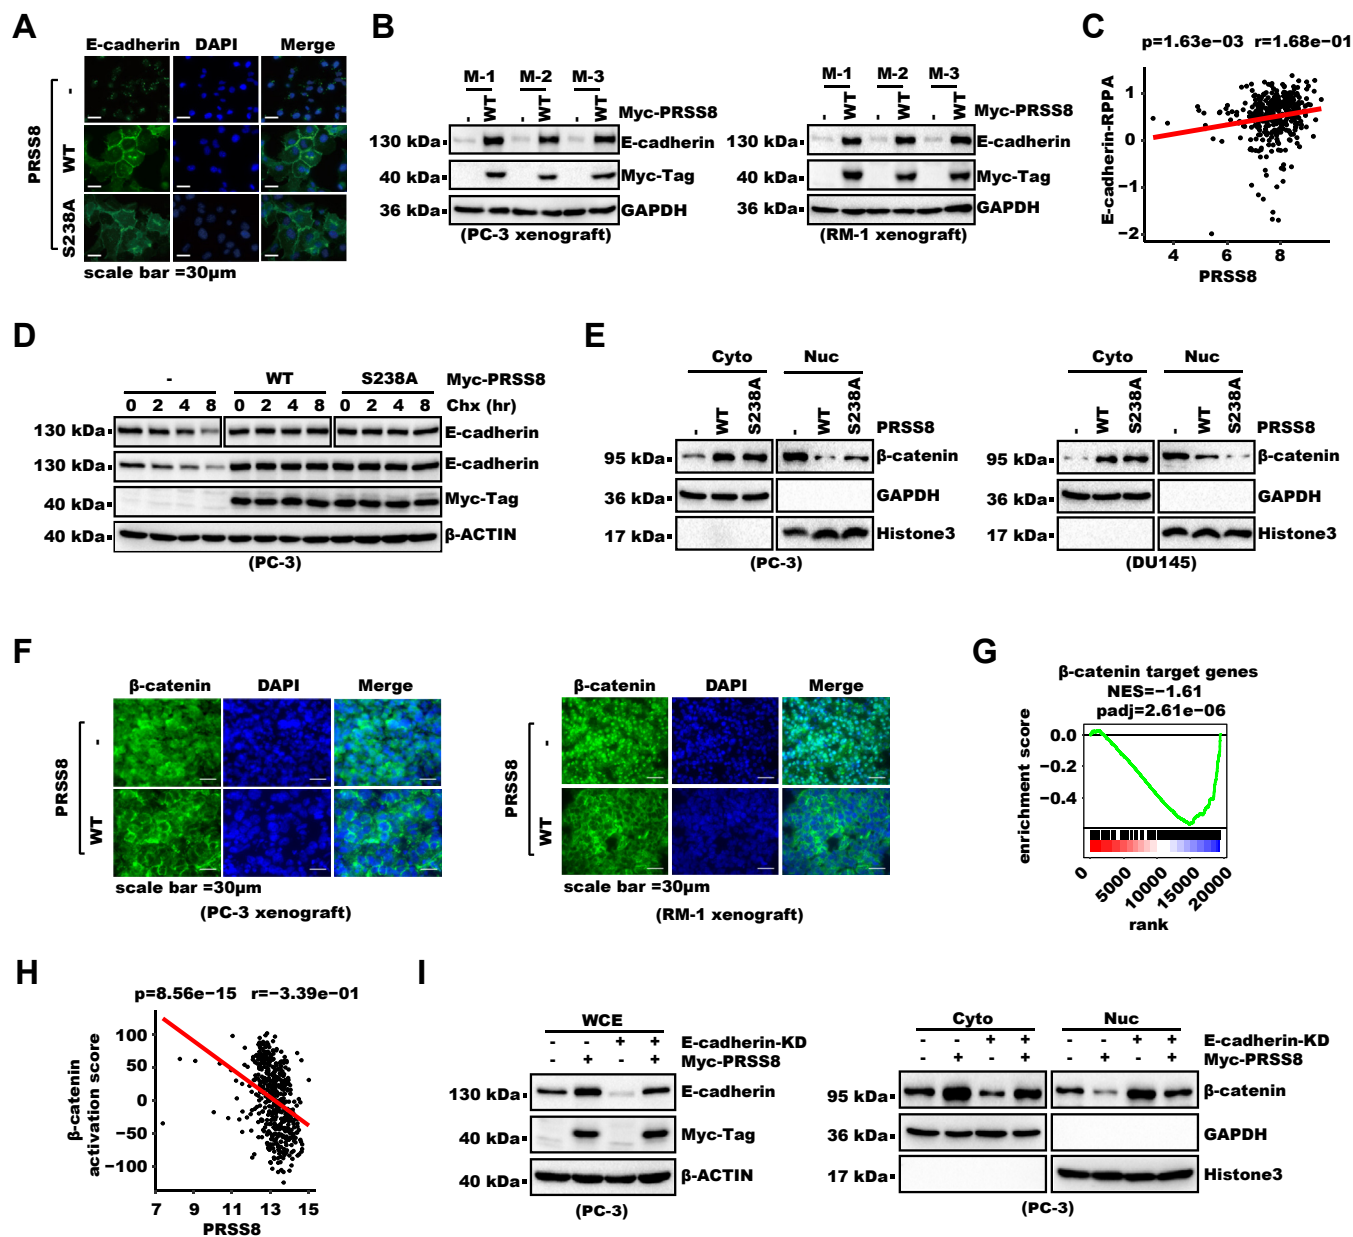 A
E-cadherin DAPI Merge
PRSS8
-
WT
S238A
scale bar =30μm
B
M-1 M-2 M-3
- WT - WT - WT Myc-PRSS8
130 kDa E-cadherin
40 kDa Myc-Tag
36 kDa GAPDH
(PC-3 xenograft)
M-1 M-2 M-3
- WT - WT - WT Myc-PRSS8
130 kDa E-cadherin
40 kDa Myc-Tag
36 kDa GAPDH
(RM-1 xenograft)
C
p=1.63e−03 r=1.68e−01
E-cadherin-RPPA
1
0
−1
−2
4 6 8
PRSS8
D
- WT S238A Myc-PRSS8
0 2 4 8 0 2 4 8 0 2 4 8 Chx (hr)
130 kDa E-cadherin
130 kDa E-cadherin
40 kDa Myc-Tag
40 kDa β-ACTIN
(PC-3)
E
Cyto Nuc
- WT S238A - WT S238A PRSS8
95 kDa β-catenin
36 kDa GAPDH
17 kDa Histone3
(PC-3)
Cyto Nuc
- WT S238A - WT S238A PRSS8
95 kDa β-catenin
36 kDa GAPDH
17 kDa Histone3
(DU145)
F
β-catenin DAPI Merge
PRSS8
-
WT
scale bar =30μm
(PC-3 xenograft)
β-catenin DAPI Merge
PRSS8
-
WT
scale bar =30μm
(RM-1 xenograft)
G
β-catenin target genes
NES=−1.61
padj=2.61e−06
enrichment score
0.0
−0.2
−0.4
0 5000 10000 15000 20000
rank
H
p=8.56e−15 r=−3.39e−01
β-catenin
activation score
100
50
0
−50
−100
7 9 11 13 15
PRSS8
I
WCE
- - + + E-cadherin-KD
- + - + Myc-PRSS8
130 kDa E-cadherin
40 kDa Myc-Tag
40 kDa β-ACTIN
(PC-3)
Cyto Nuc
- - + + - - + + E-cadherin-KD
- + - + - + - + Myc-PRSS8
95 kDa β-catenin
36 kDa GAPDH
17 kDa Histone3
(PC-3)